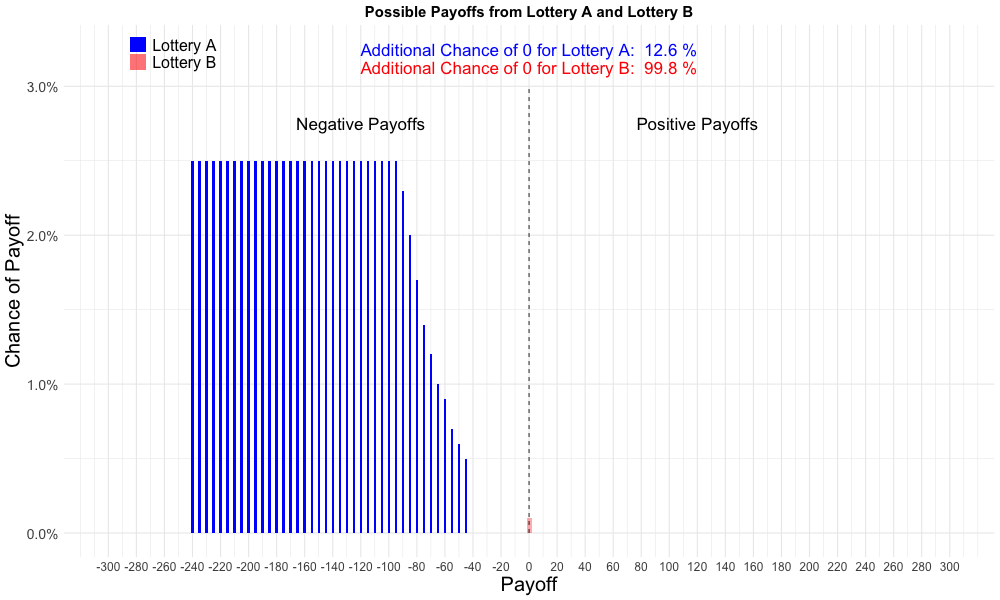 Possible Payoffs from Lottery A and Lottery B
Lottery A
Lottery B
Additional Chance of 0 for Lottery A: 12.6 %
Additional Chance of 0 for Lottery B: 99.8 %
Negative Payoffs
Positive Payoffs
Chance of Payoff
3.0%
2.0%
1.0%
0.0%
-300 -280 -260 -240 -220 -200 -180 -160 -140 -120 -100 -80 -60 -40 -20 0 20 40 60 80 100 120 140 160 180 200 220 240 260 280 300
Payoff